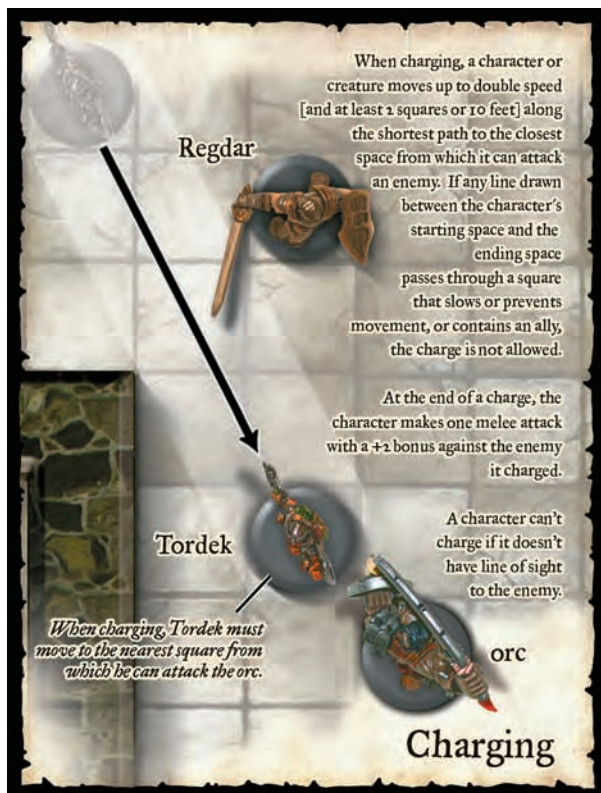 When charging, a character or
creature moves up to double speed
[and at least 2 squares or 10 feet] along
the shortest path to the closest
space from which it can attack
an enemy. If any line drawn
between the character's
starting space and the
ending space
passes through a square
that slows or prevents
movement, or contains an ally,
the charge is not allowed.
At the end of a charge, the
character makes one melee attack
with a +2 bonus against the enemy
it charged.
A character can't
charge if it doesn't
have line of sight
to the enemy.
Regdar
Tordek
When charging, Tordek must
move to the nearest square from
which he can attack the orc.
orc
Charging